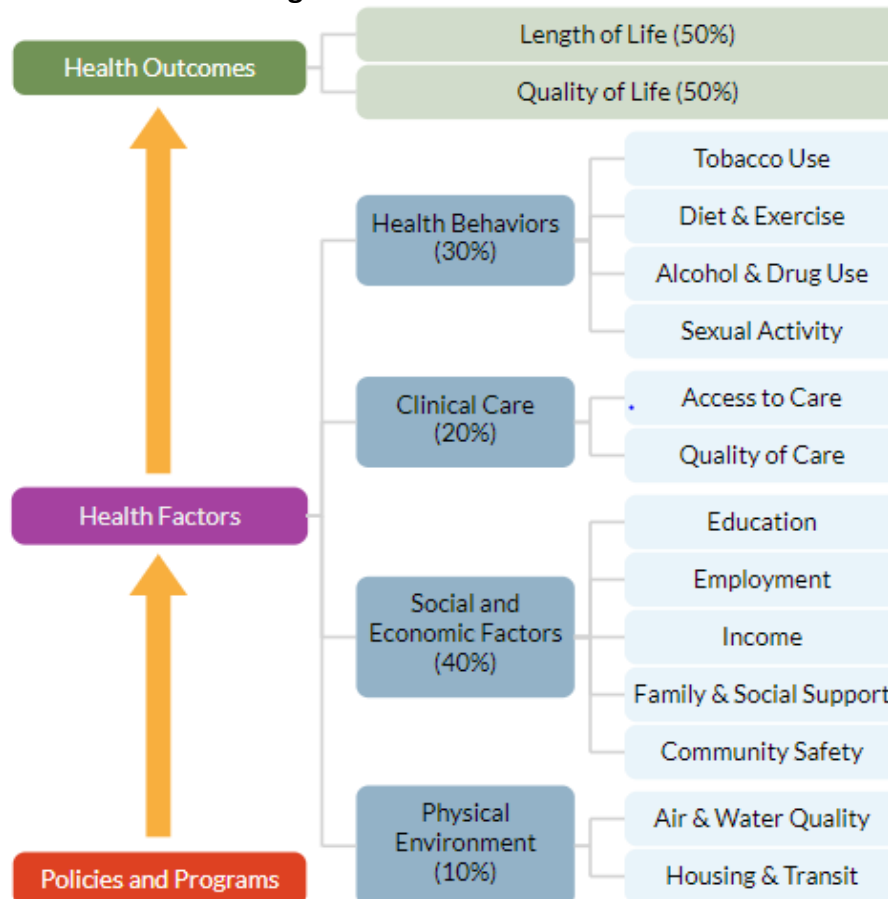 Health Outcomes
Length of Life (50%)
Quality of Life (50%)
Health Factors
Health Behaviors
(30%)
Tobacco Use
Diet & Exercise
Alcohol & Drug Use
Sexual Activity
Clinical Care
(20%)
Access to Care
Quality of Care
Social and
Economic Factors
(40%)
Education
Employment
Income
Family & Social Support
Community Safety
Physical
Environment
(10%)
Air & Water Quality
Housing & Transit
Policies and Programs